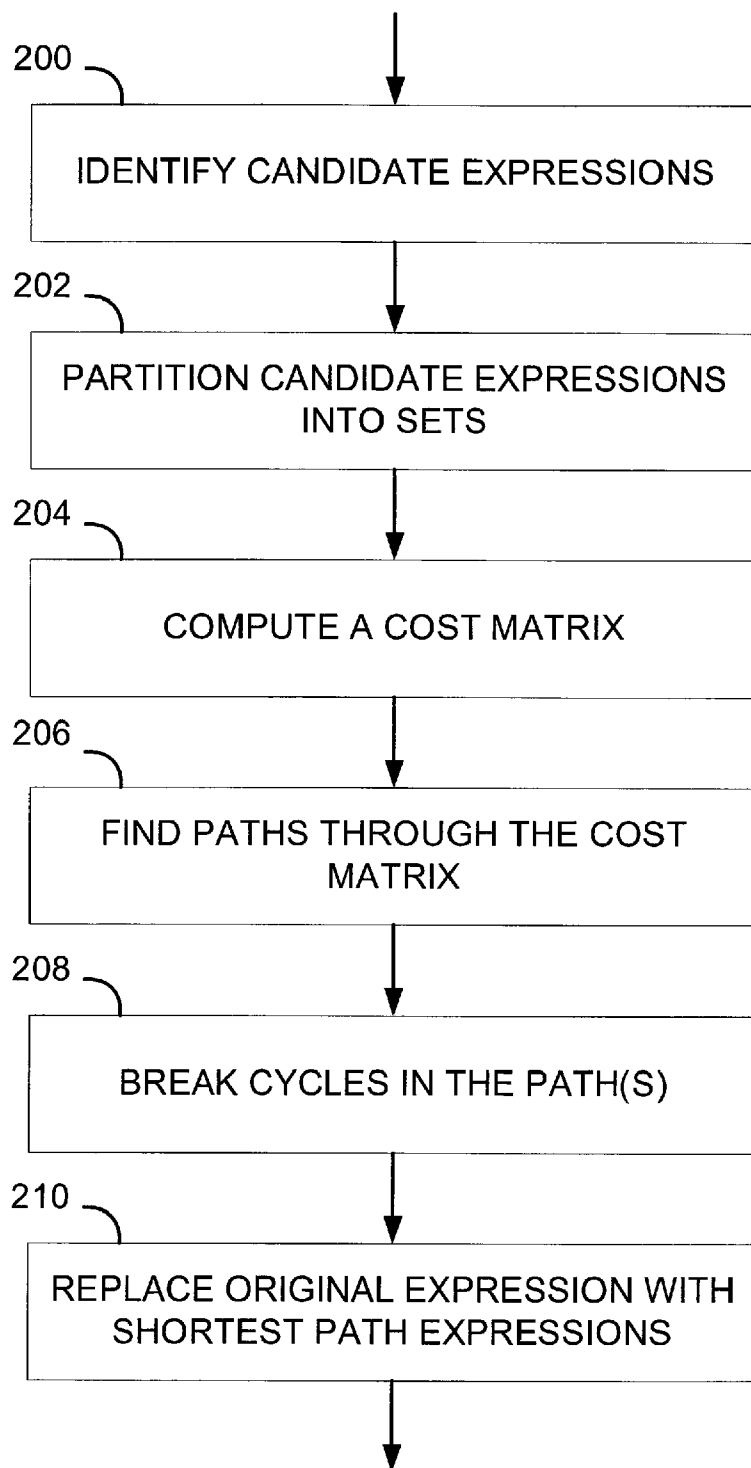 200
IDENTIFY CANDIDATE EXPRESSIONS
202
PARTITION CANDIDATE EXPRESSIONS
INTO SETS
204
COMPUTE A COST MATRIX
206
FIND PATHS THROUGH THE COST
MATRIX
208
BREAK CYCLES IN THE PATH(S)
210
REPLACE ORIGINAL EXPRESSION WITH
SHORTEST PATH EXPRESSIONS